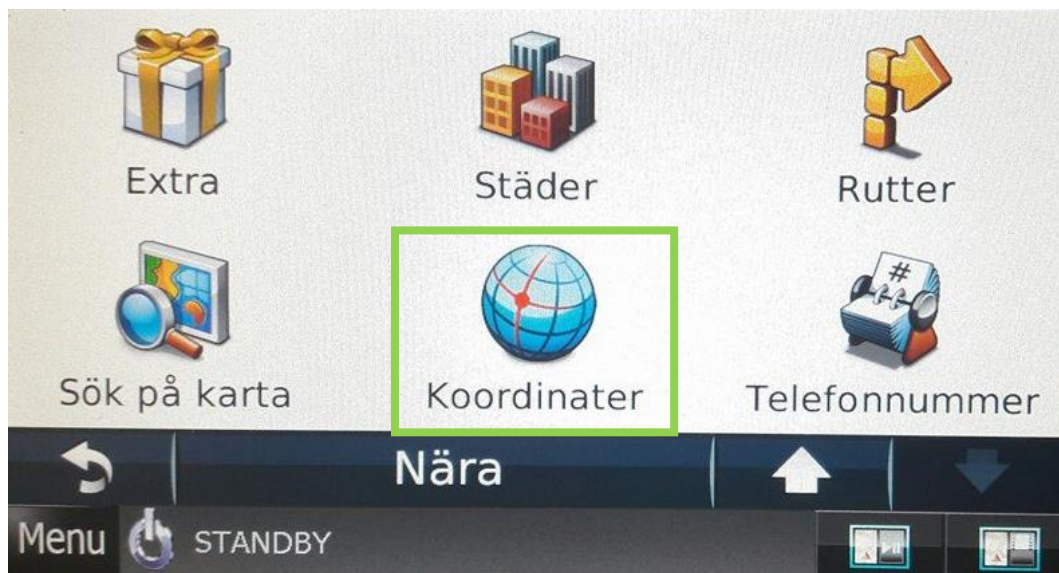 Extra
Städer
Rutter
#
Sök på karta
Koordinater
Telefonnummer
Nära
Menu
STANDBY